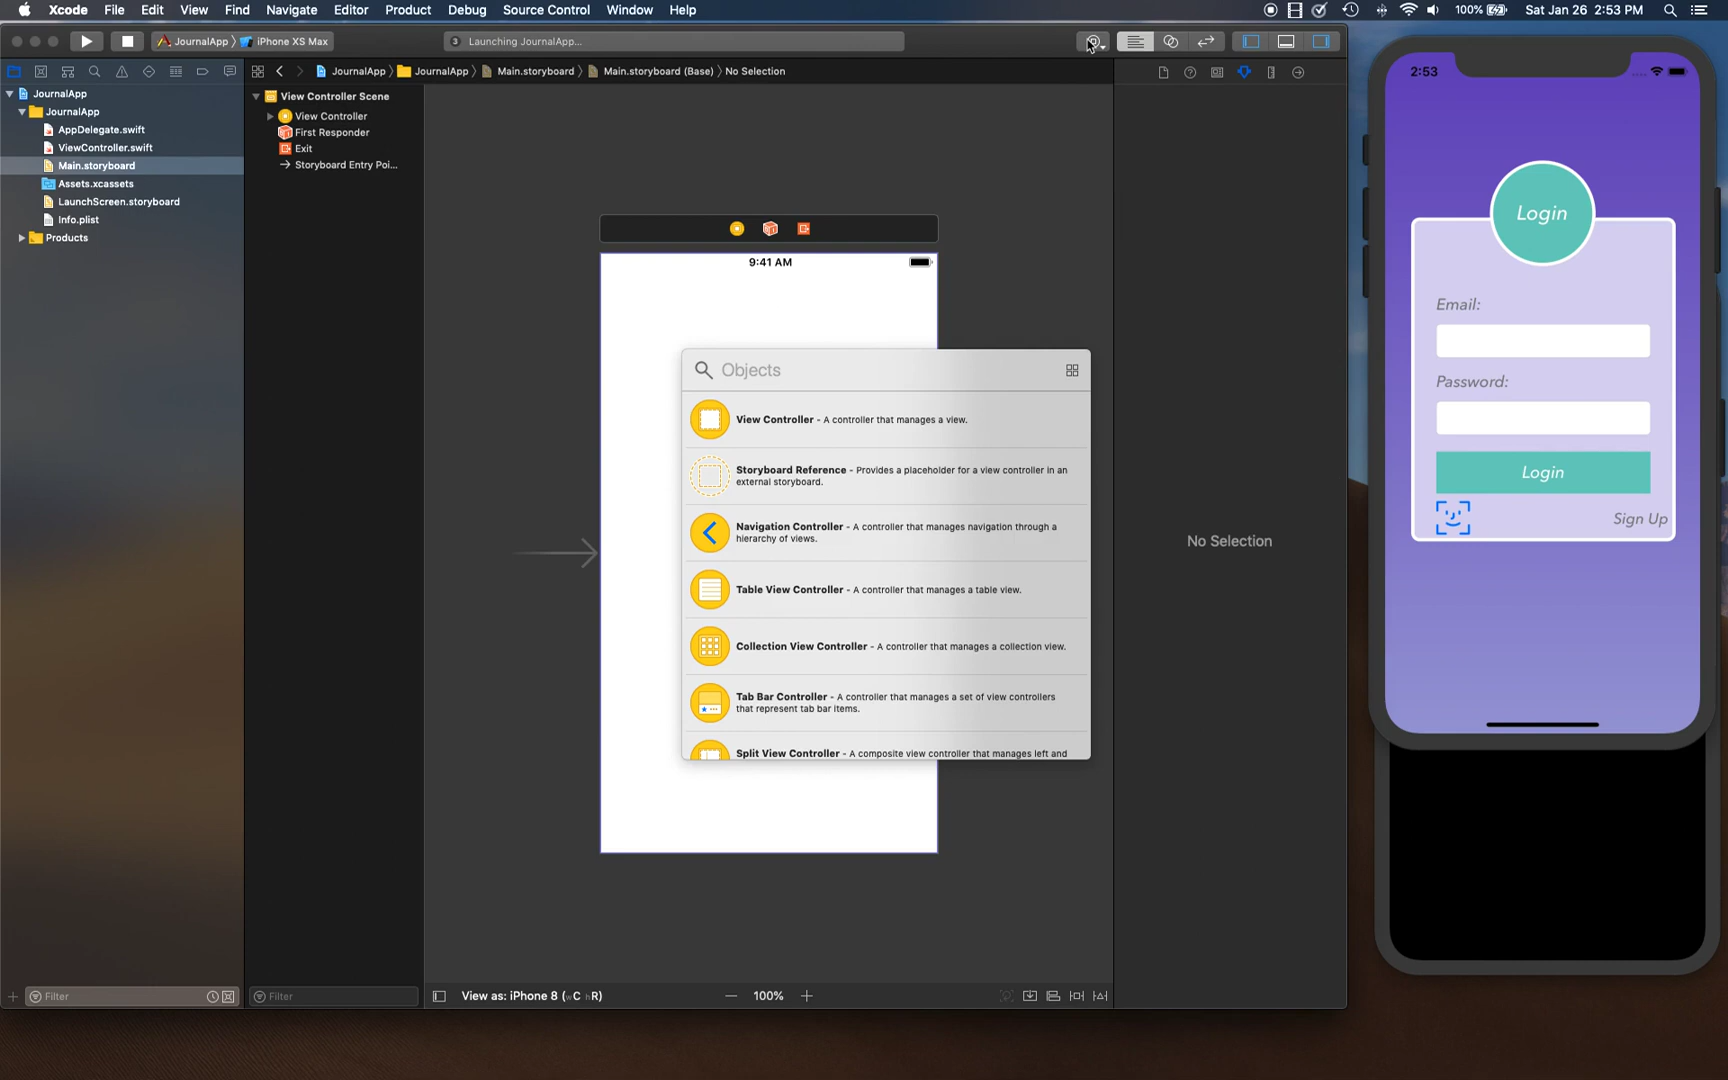 Xcode File Edit View Find Navigate Editor Product Debug Source Control Window Help 100% Sat Jan 26 2:53 PM
JournalApp iPhone XS Max 3 Launching JournalApp...
JournalApp JournalApp Main.storyboard Main.storyboard (Base) No Selection
JournalApp
JournalApp
AppDelegate.swift
ViewController.swift
Main.storyboard
Assets.xcassets
LaunchScreen.storyboard
Info.plist
Products
View Controller Scene
View Controller
First Responder
Exit
Storyboard Entry Poi...
9:41 AM
Objects
View Controller - A controller that manages a view.
Storyboard Reference - Provides a placeholder for a view controller in an
external storyboard.
Navigation Controller - A controller that manages navigation through a
hierarchy of views.
Table View Controller - A controller that manages a table view.
Collection View Controller - A controller that manages a collection view.
Tab Bar Controller - A controller that manages a set of view controllers
that represent tab bar items.
Split View Controller - A composite view controller that manages left and
No Selection
Filter
Filter
View as: iPhone 8 (wC hR)
100%
2:53
Login
Email:
Password:
Login
Sign Up